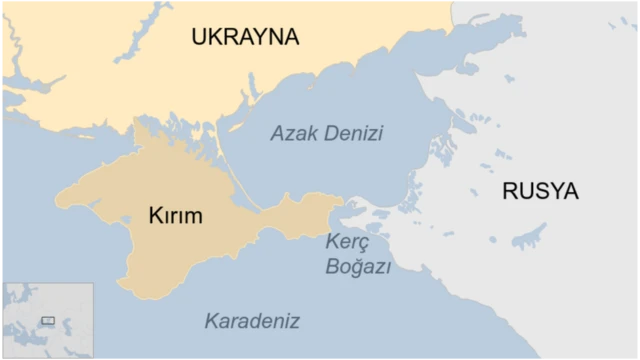 UKRAYNA
Azak Denizi
RUSYA
Kırım
Kerç
Boğazı
Karadeniz